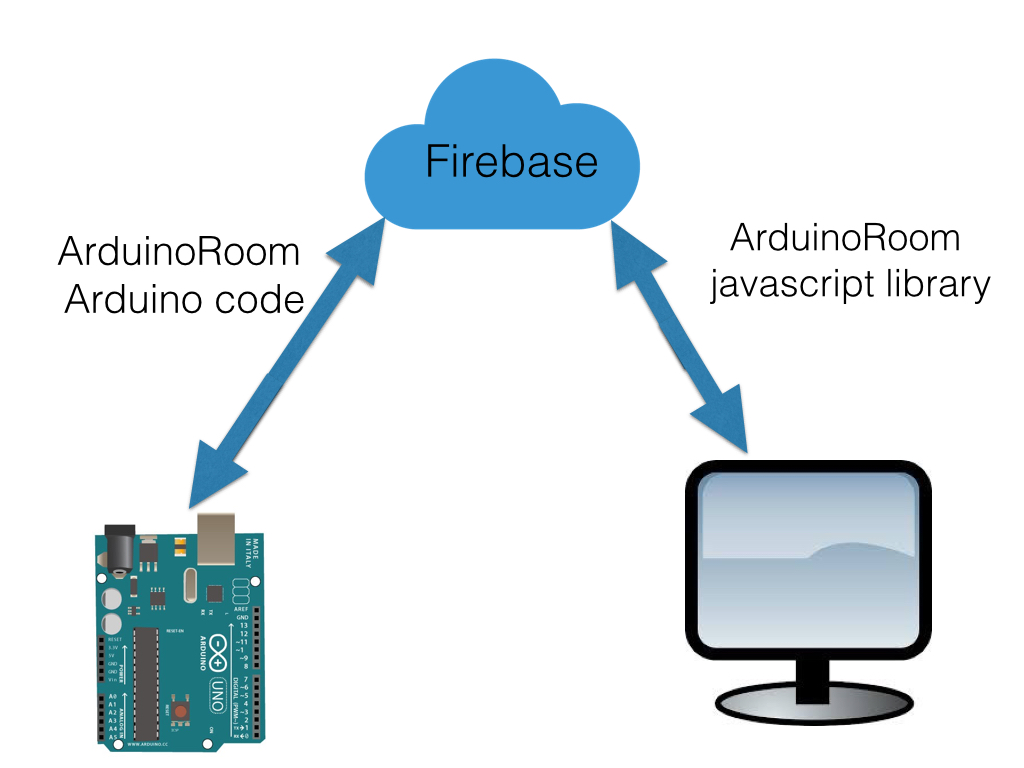 Firebase
ArduinoRoom
Arduino code
ArduinoRoom
javascript library
MADE
IN ITALY
AREF
GND
13
12
~11
~9
8
7
~6
~5
4
~3
2
TX→1
RX←0
DIGITAL (PWM~)
TX
RX
L
RESET-EN
ARDUINO
UNO
RESET
3.3V
5V
GND
GND
Vin
POWER
A0
A1
A2
A3
A4
A5
ANALOG IN
RESET
ICSP
ON
WWW.ARDUINO.CC